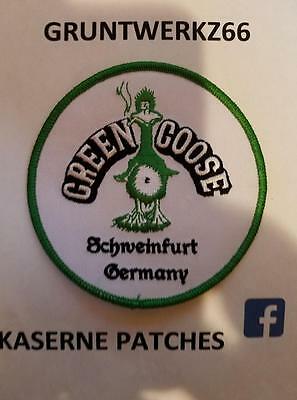 GRUNTWERKZ66
GREEN GOOSE
Schweinfurt
Germany
KASERNE PATCHES f